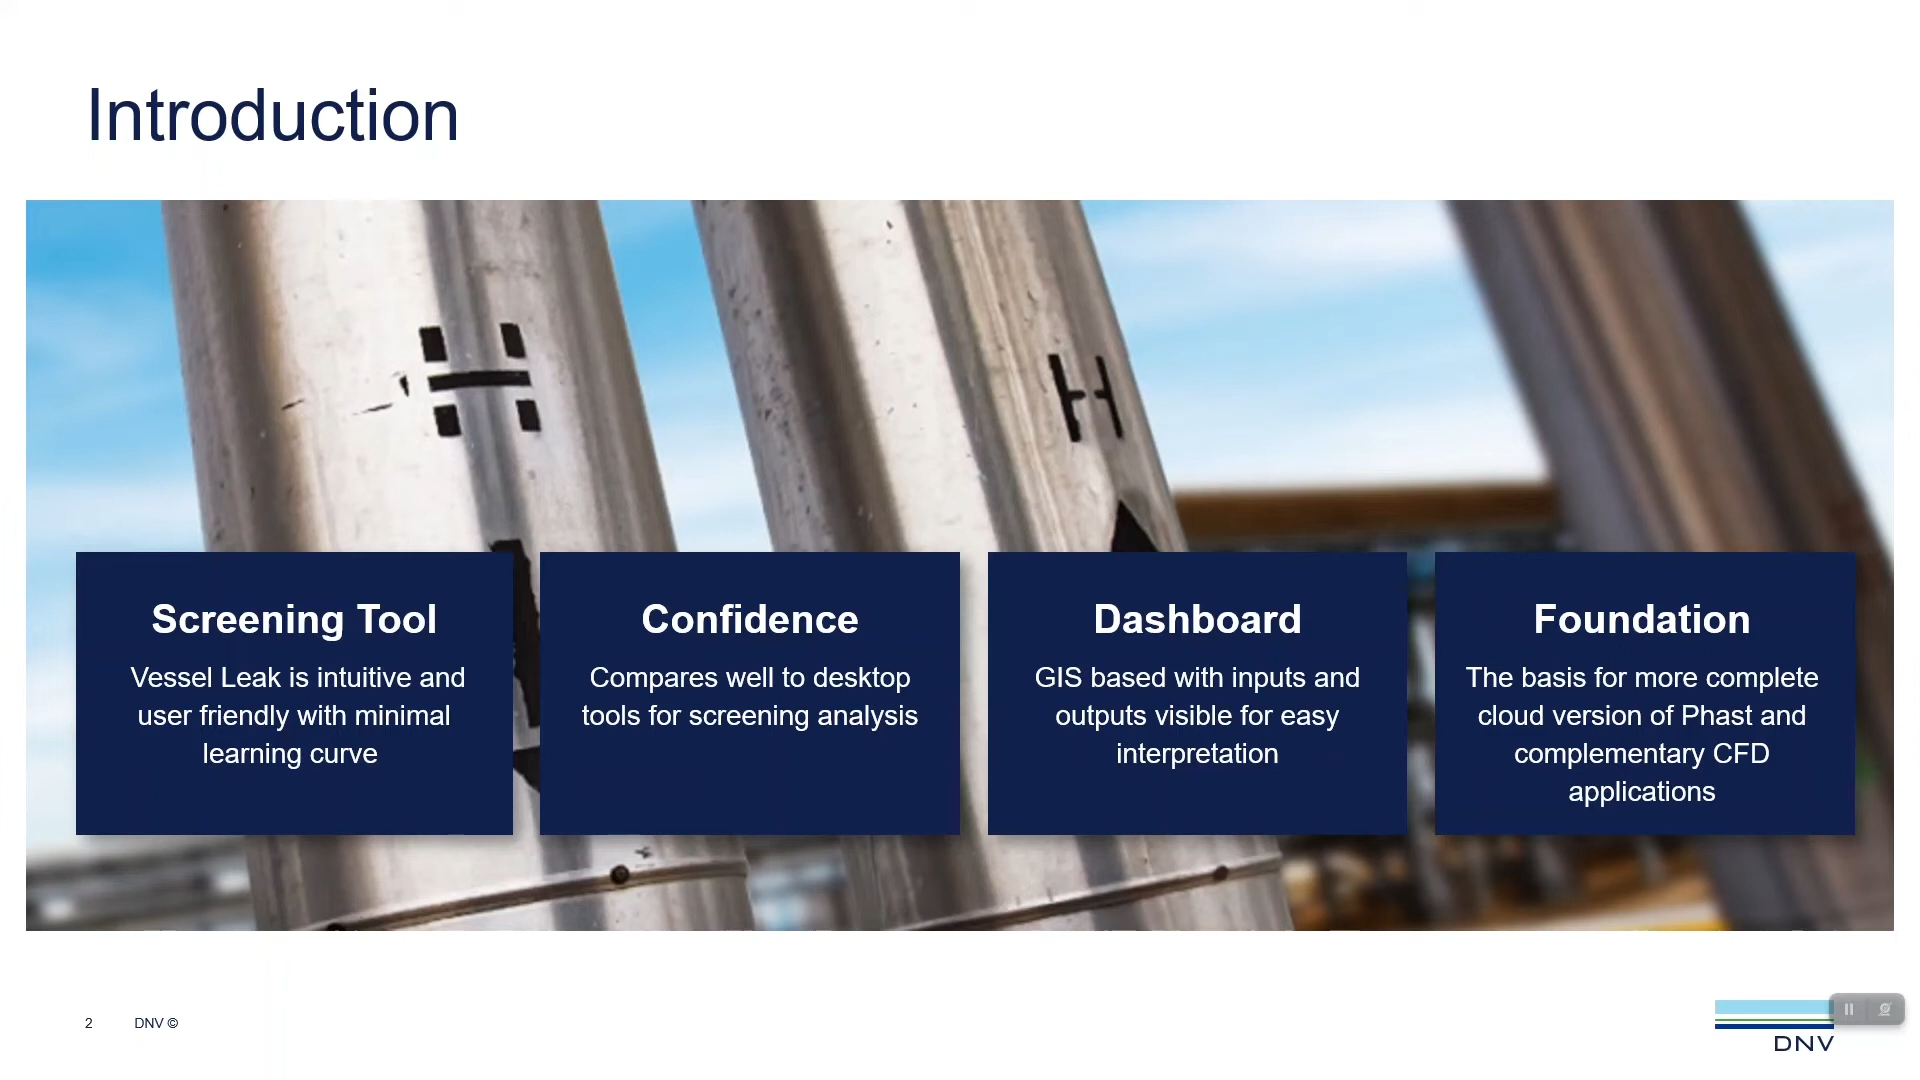 Introduction
H
H
Screening Tool
Vessel Leak is intuitive and
user friendly with minimal
learning curve
Confidence
Compares well to desktop
tools for screening analysis
Dashboard
GIS based with inputs and
outputs visible for easy
interpretation
Foundation
The basis for more complete
cloud version of Phast and
complementary CFD
applications
2
DNV ©
DNV